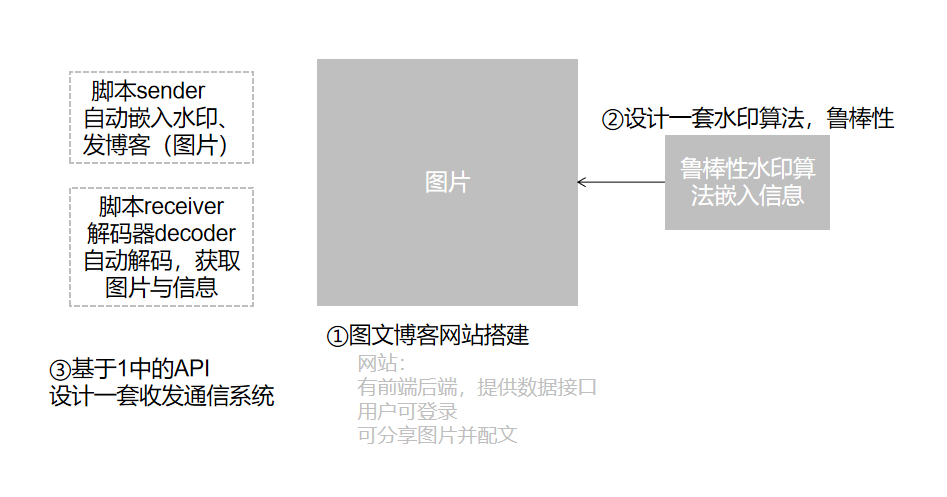 脚本sender
自动嵌入水印、
发博客（图片）
脚本receiver
解码器decoder
自动解码，获取
图片与信息
③基于1中的API
设计一套收发通信系统
图片
①图文博客网站搭建
网站：
有前端后端，提供数据接口
用户可登录
可分享图片并配文
②设计一套水印算法，鲁棒性
鲁棒性水印算
法嵌入信息